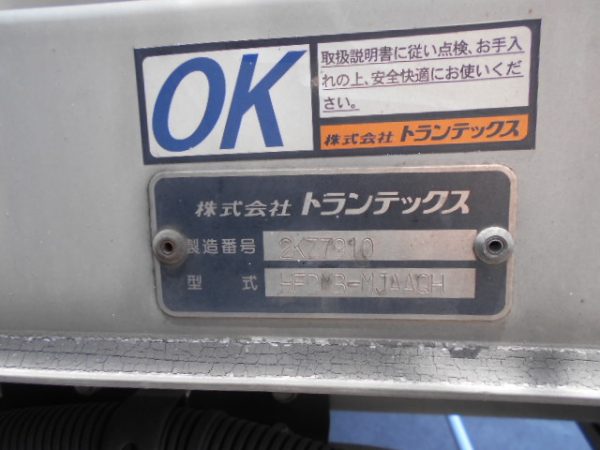 OK
取扱説明書に従い点検、お手入
れの上、安全快適にお使いくだ
さい。
株式会社 トランテックス
株式会社 トランテックス
製造番号 2K77910
型 式